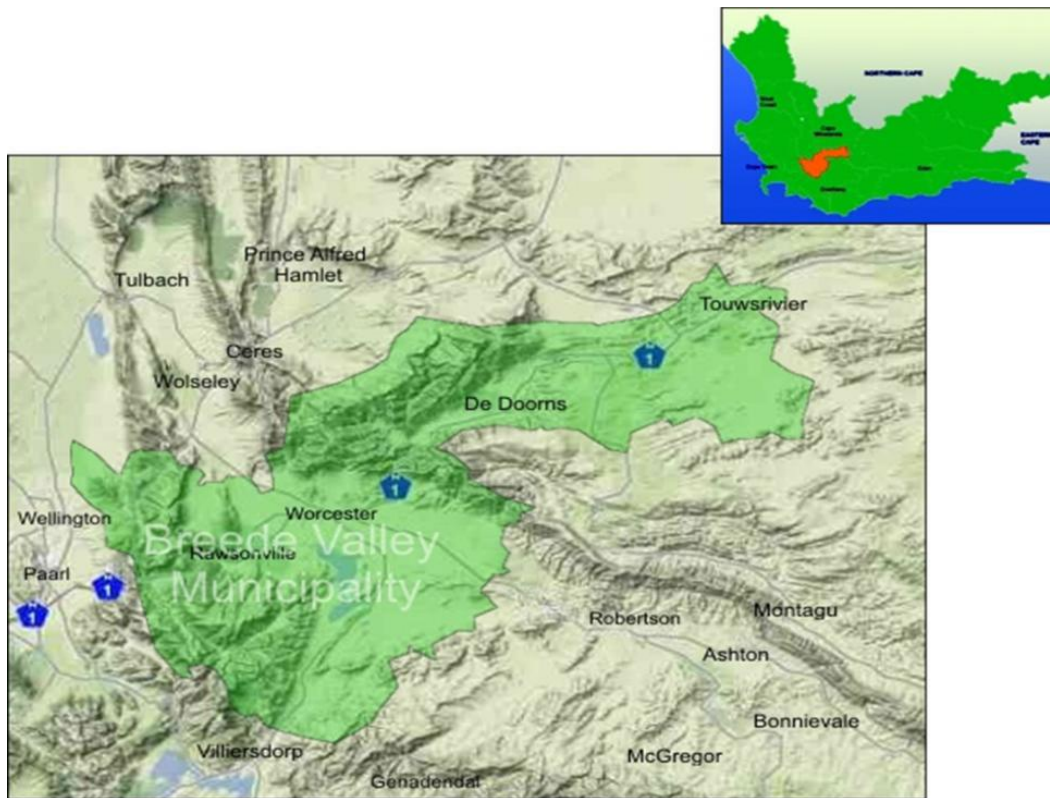 NORTHERN CAPE
EASTERN
CAPE
Prince Alfred
Hamlet
Tulbach
Touwsrivier
Ceres
1
Wolseley
De Doorns
N
1
Worcester
Wellington
Breede Valley
Rawsonville
Paarl
N
1
Municipality
N
1
Robertson
Montagu
Ashton
Bonnievale
Villiersdorp
McGregor
Genadendal